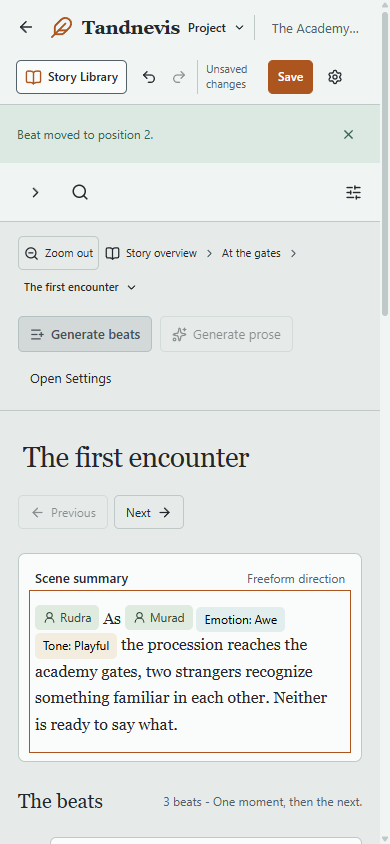 Tandnevis Project The Academy...
Story Library Unsaved changes Save
Beat moved to position 2.
Zoom out Story overview At the gates
The first encounter
Generate beats Generate prose
Open Settings
The first encounter
Previous Next
Scene summary Freeform direction
Rudra As Murad Emotion: Awe
Tone: Playful the procession reaches the
academy gates, two strangers recognize
something familiar in each other. Neither
is ready to say what.
The beats 3 beats - One moment, then the next.